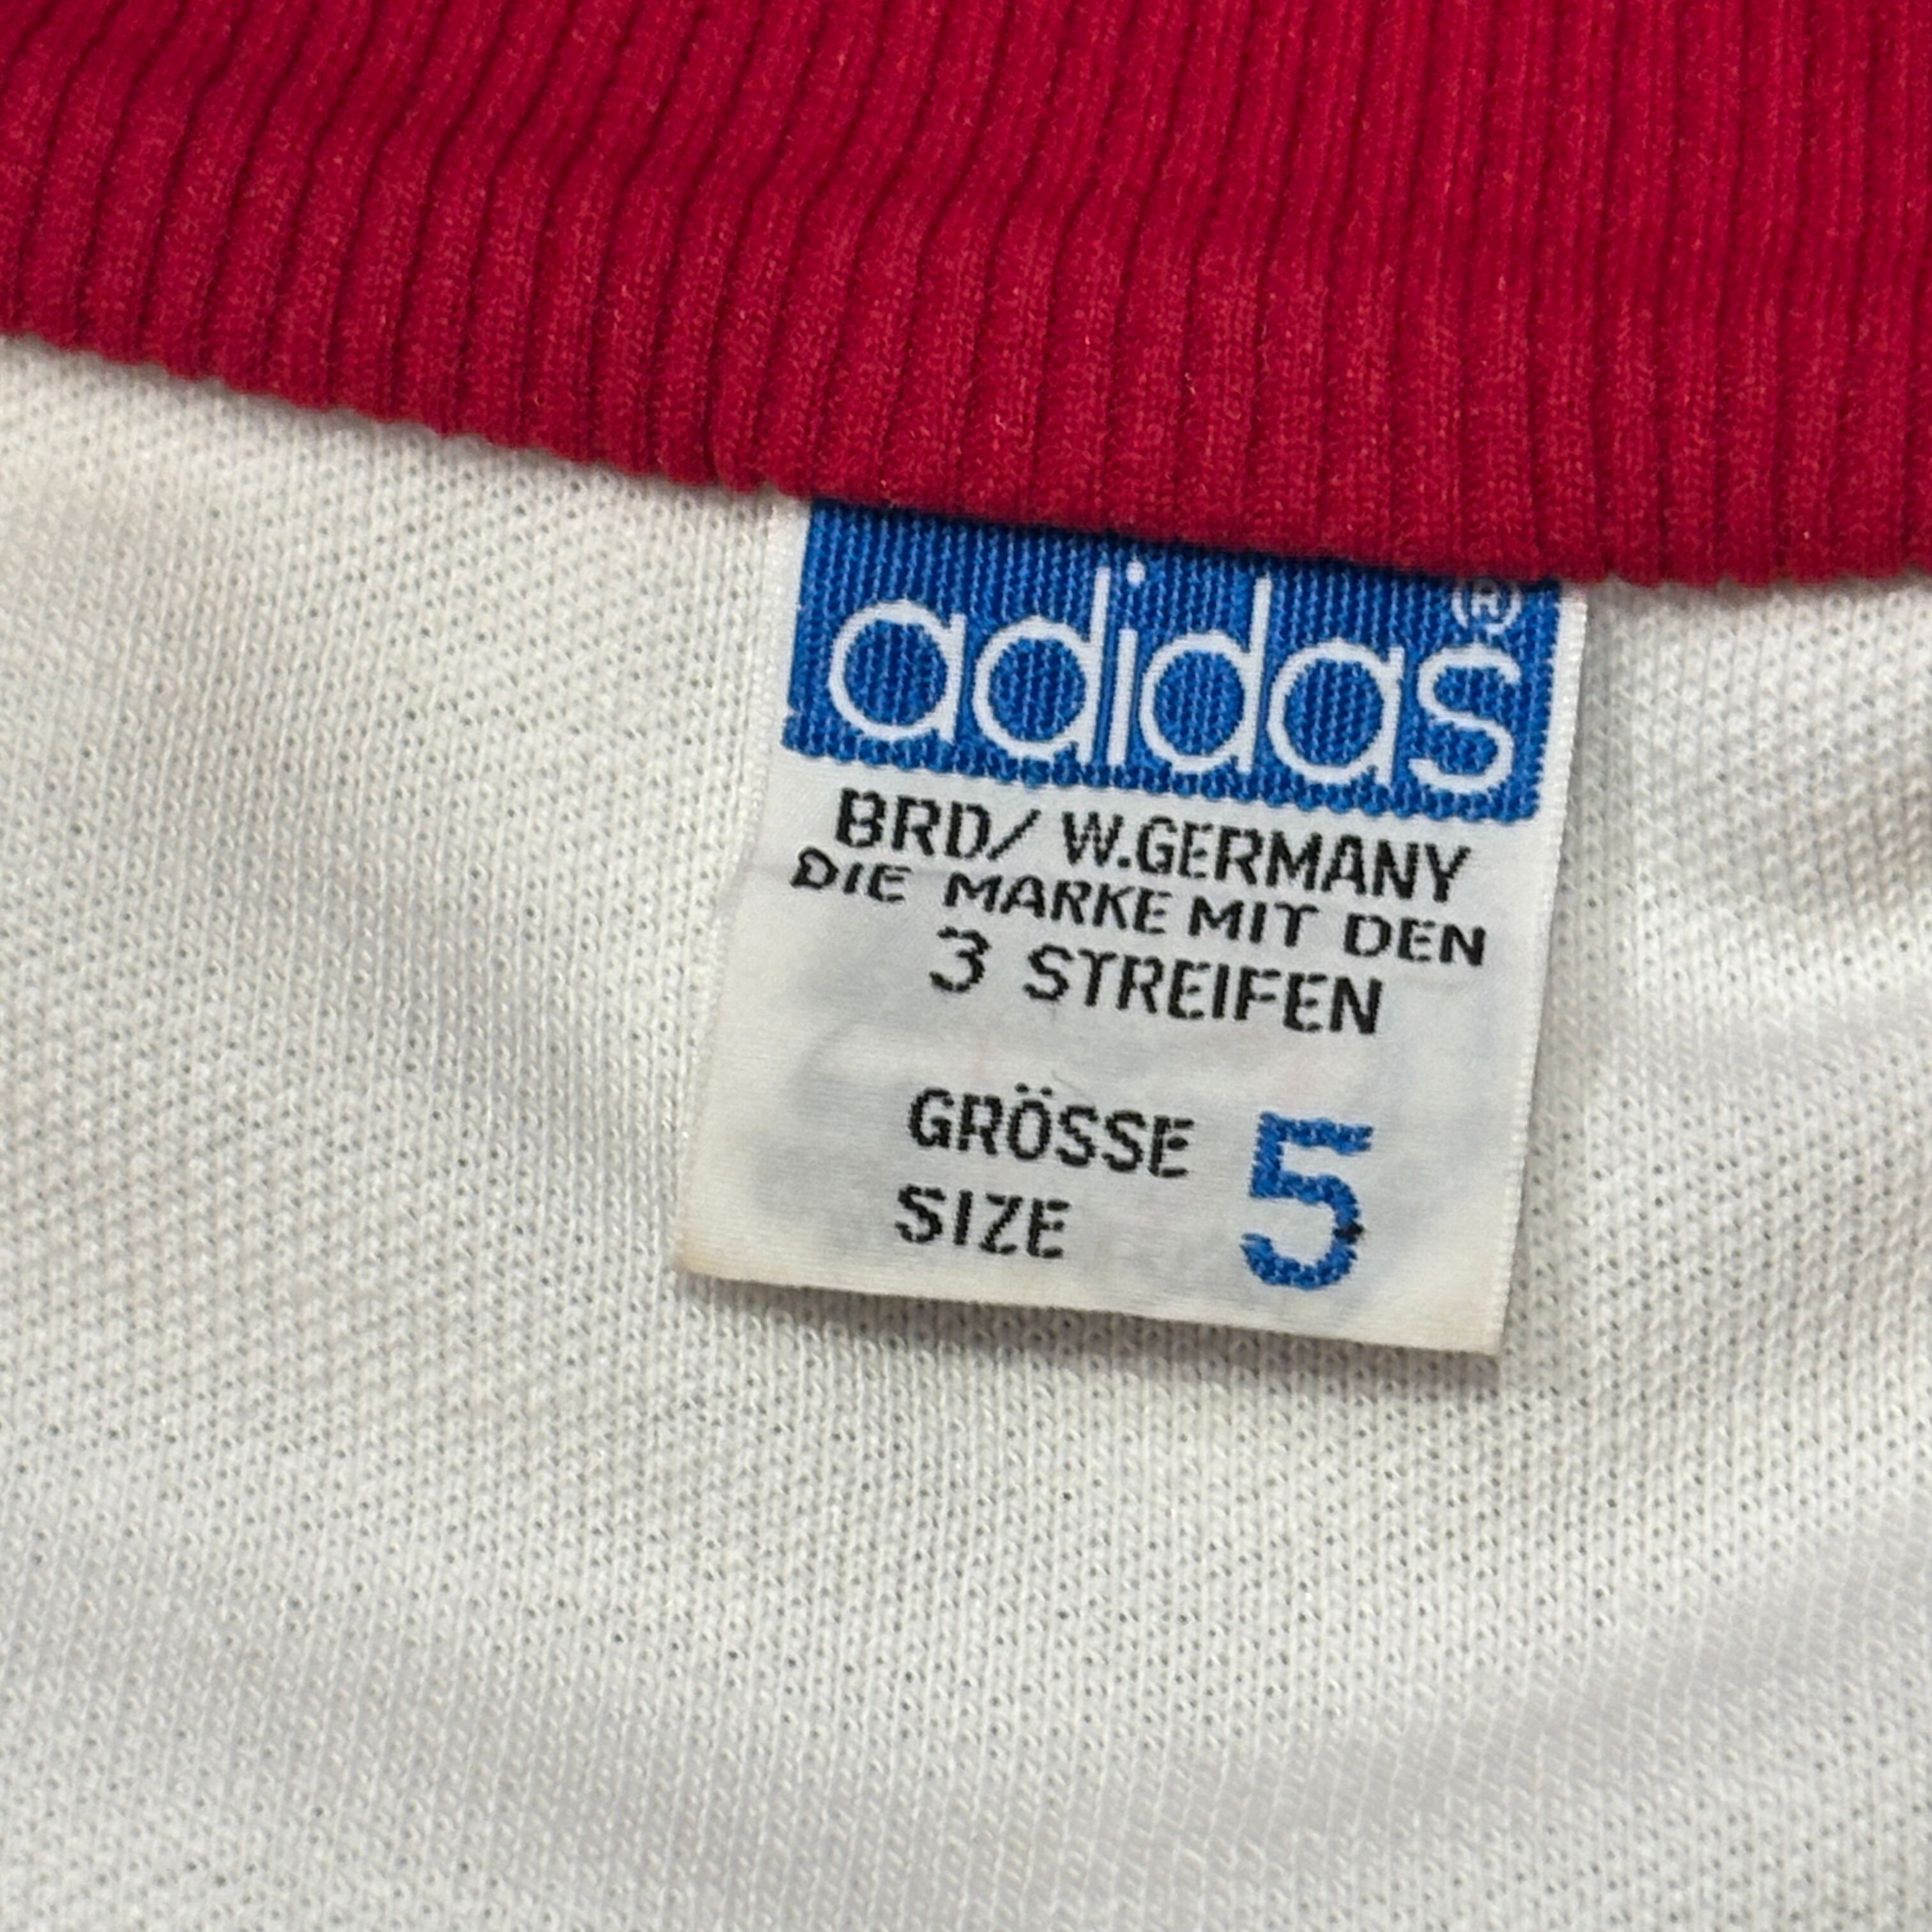 adidas®
BRD/ W.GERMANY
DIE MARKE MIT DEN
3 STREIFEN
GRÖSSE 5
SIZE